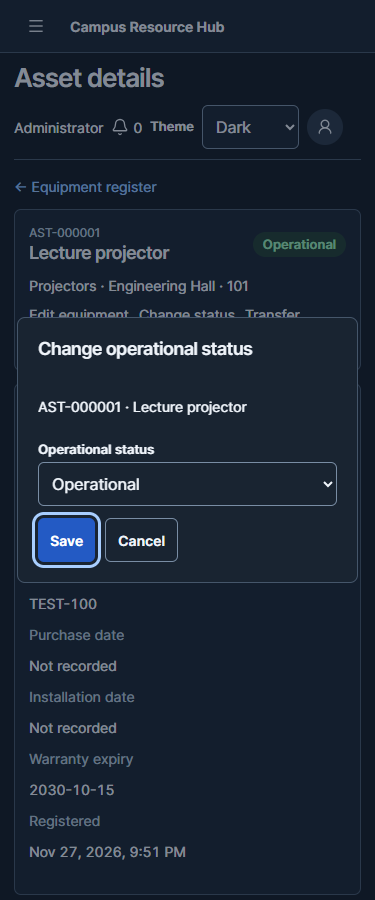 Campus Resource Hub
Asset details
Administrator 0 Theme Dark
← Equipment register
AST-000001
Lecture projector
Operational
Projectors · Engineering Hall · 101
Edit equipment Change status Transfer
Change operational status
AST-000001 · Lecture projector
Operational status
Operational
Save Cancel
TEST-100
Purchase date
Not recorded
Installation date
Not recorded
Warranty expiry
2030-10-15
Registered
Nov 27, 2026, 9:51 PM